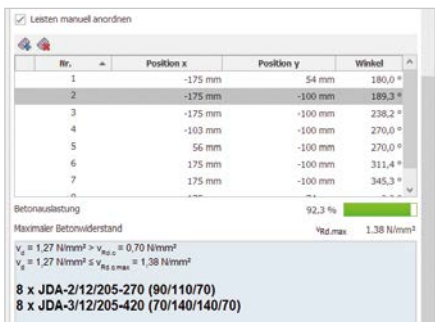 Leisten manuell anordnen
Nr. Position x Position y Winkel
1 -175 mm 54 mm 180,0 °
2 -175 mm -100 mm 189,3 °
3 -175 mm -100 mm 238,2 °
4 -103 mm -100 mm 270,0 °
5 56 mm -100 mm 270,0 °
6 175 mm -100 mm 311,4 °
7 175 mm -100 mm 345,3 °
Betonauslastung 92,3 %
Maximaler Betonwiderstand vRd,max 1,38 N/mm²
vd = 1,27 N/mm² > vRd,c = 0,70 N/mm²
vd = 1,27 N/mm² ≤ vRd,c,max = 1,38 N/mm²
8 x JDA-2/12/205-270 (90/110/70)
8 x JDA-3/12/205-420 (70/140/140/70)